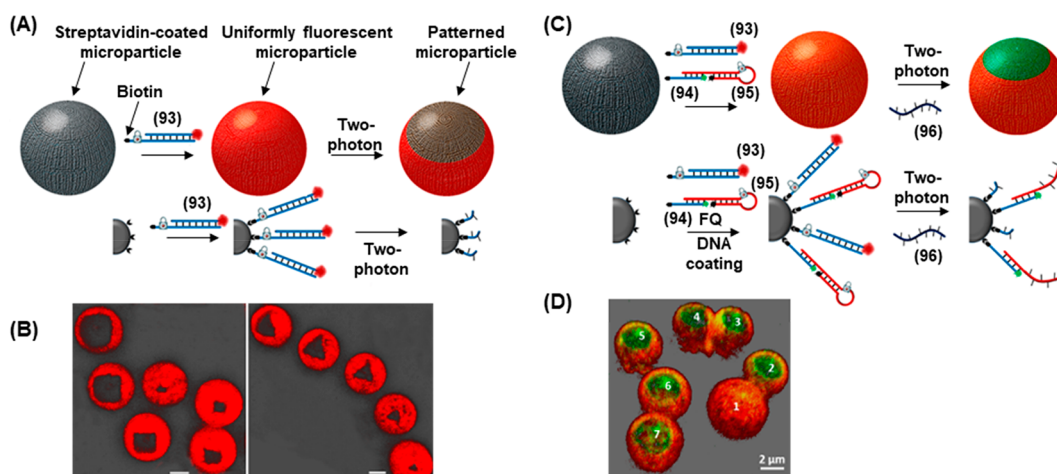 (A)
Streptavidin-coated
microparticle
Uniformly fluorescent
microparticle
Patterned
microparticle
Biotin
(93)
Two-
photon
(93)
Two-
photon
(B)
(C)
(93)
(94)
(95)
Two-
photon
(96)
(93)
(95)
(94)
FQ
DNA
coating
Two-
photon
(96)
(D)
5
4
3
2
6
1
7
2 µm